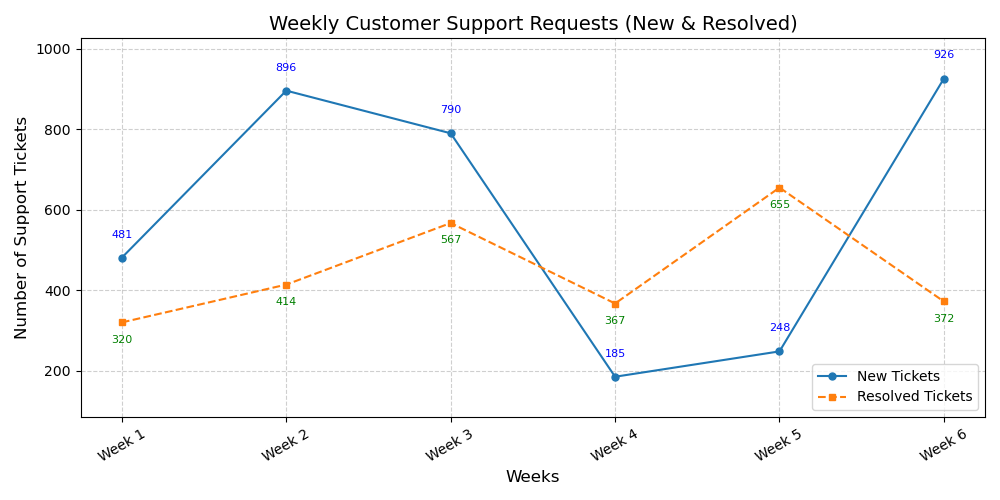 Weekly Customer Support Requests (New & Resolved)
Number of Support Tickets
1000
800
600
400
200
481
896
790
185
248
926
320
414
567
367
655
372
New Tickets
Resolved Tickets
Week 1
Week 2
Week 3
Week 4
Week 5
Week 6
Weeks